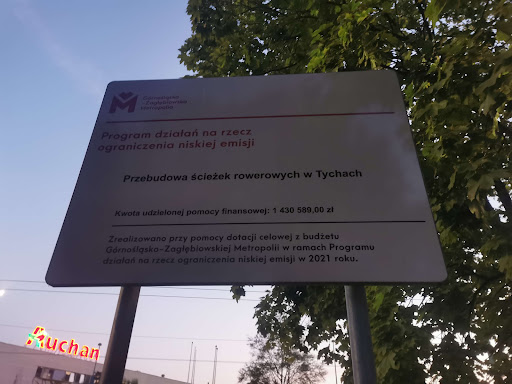 Górnośląsko
-Zagłębiowska
Metropolia
Program działań na rzecz
ograniczenia niskiej emisji
Przebudowa ścieżek rowerowych w Tychach
Kwota udzielonej pomocy finansowej: 1 430 589,00 zł
Zrealizowano przy pomocy dotacji celowej z budżetu
Górnośląsko-Zagłębiowskiej Metropolii w ramach Programu
działań na rzecz ograniczenia niskiej emisji w 2021 roku.
Auchan